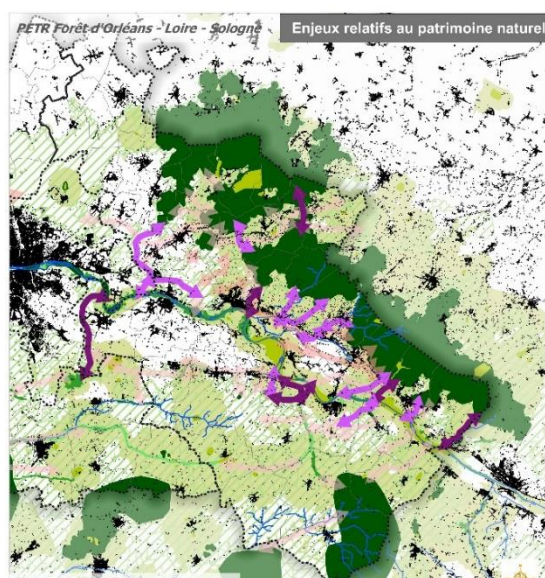 PETR Forêt d'Orléans - Loire - Sologne
Enjeux relatifs au patrimoine naturel